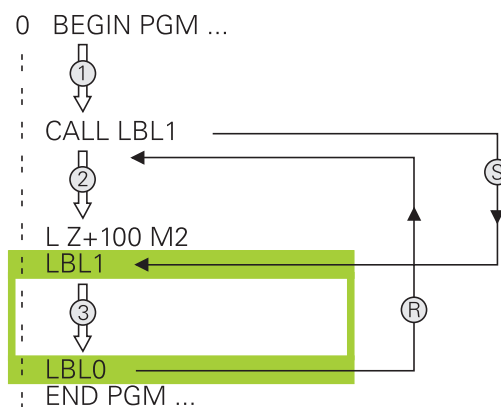 0 BEGIN PGM ...
1
CALL LBL1
S
2
L Z+100 M2
LBL1
3
R
LBL0
END PGM ...